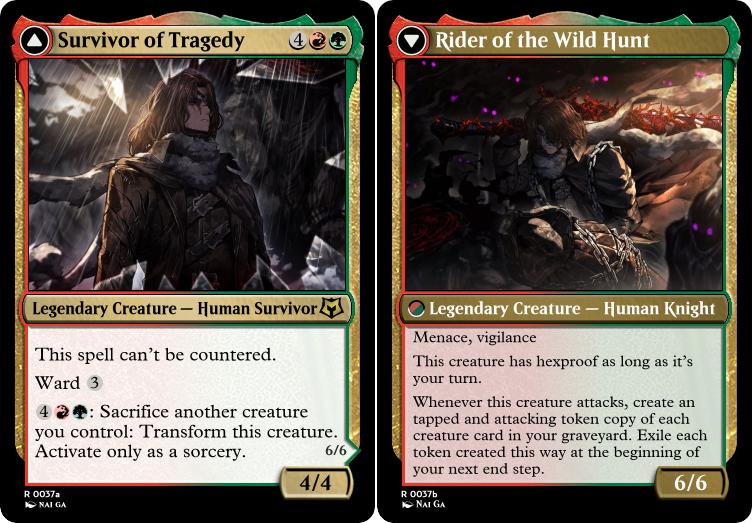 Survivor of Tragedy 4
Legendary Creature — Human Survivor
This spell can't be countered.
Ward 3
4: Sacrifice another creature
you control: Transform this creature.
Activate only as a sorcery.
6/6
4/4
R 0037a
NAI GA
Rider of the Wild Hunt
Legendary Creature — Human Knight
Menace, vigilance
This creature has hexproof as long as it's
your turn.
Whenever this creature attacks, create an
tapped and attacking token copy of each
creature card in your graveyard. Exile each
token created this way at the beginning of
your next end step.
6/6
R 0037b
NAI GA